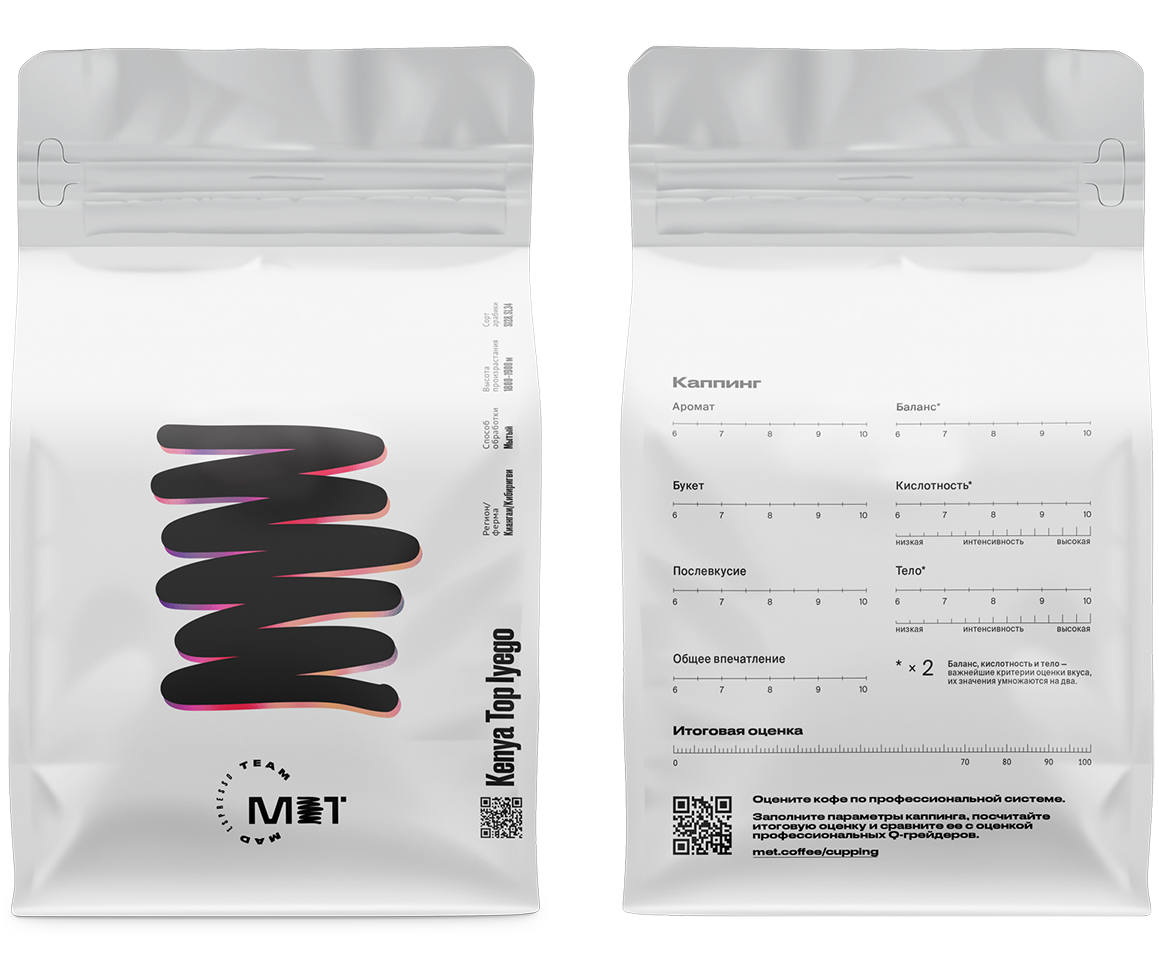 Сорт
арабики
Sl28, Sl34
Высота
произрастания
1800–1900 м
Способ
обработки
Мытый
Регион/
ферма
Киангаи/Кибиригви
Kenya Top Iyego
MAD ESPRESSO TEAM
M T
Каппинг
Аромат
6 7 8 9 10
Баланс*
6 7 8 9 10
Букет
6 7 8 9 10
Кислотность*
6 7 8 9 10
низкая интенсивность высокая
Послевкусие
6 7 8 9 10
Тело*
6 7 8 9 10
низкая интенсивность высокая
Общее впечатление
6 7 8 9 10
* × 2
Баланс, кислотность и тело –
важнейшие критерии оценки вкуса,
их значения умножаются на два.
Итоговая оценка
0 70 80 90 100
Оцените кофе по профессиональной системе.
Заполните параметры каппинга, посчитайте
итоговую оценку и сравните ее с оценкой
профессиональных Q-грейдеров.
met.coffee/cupping